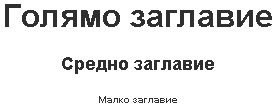 Голямо заглавие
Средно заглавие
Малко заглавие